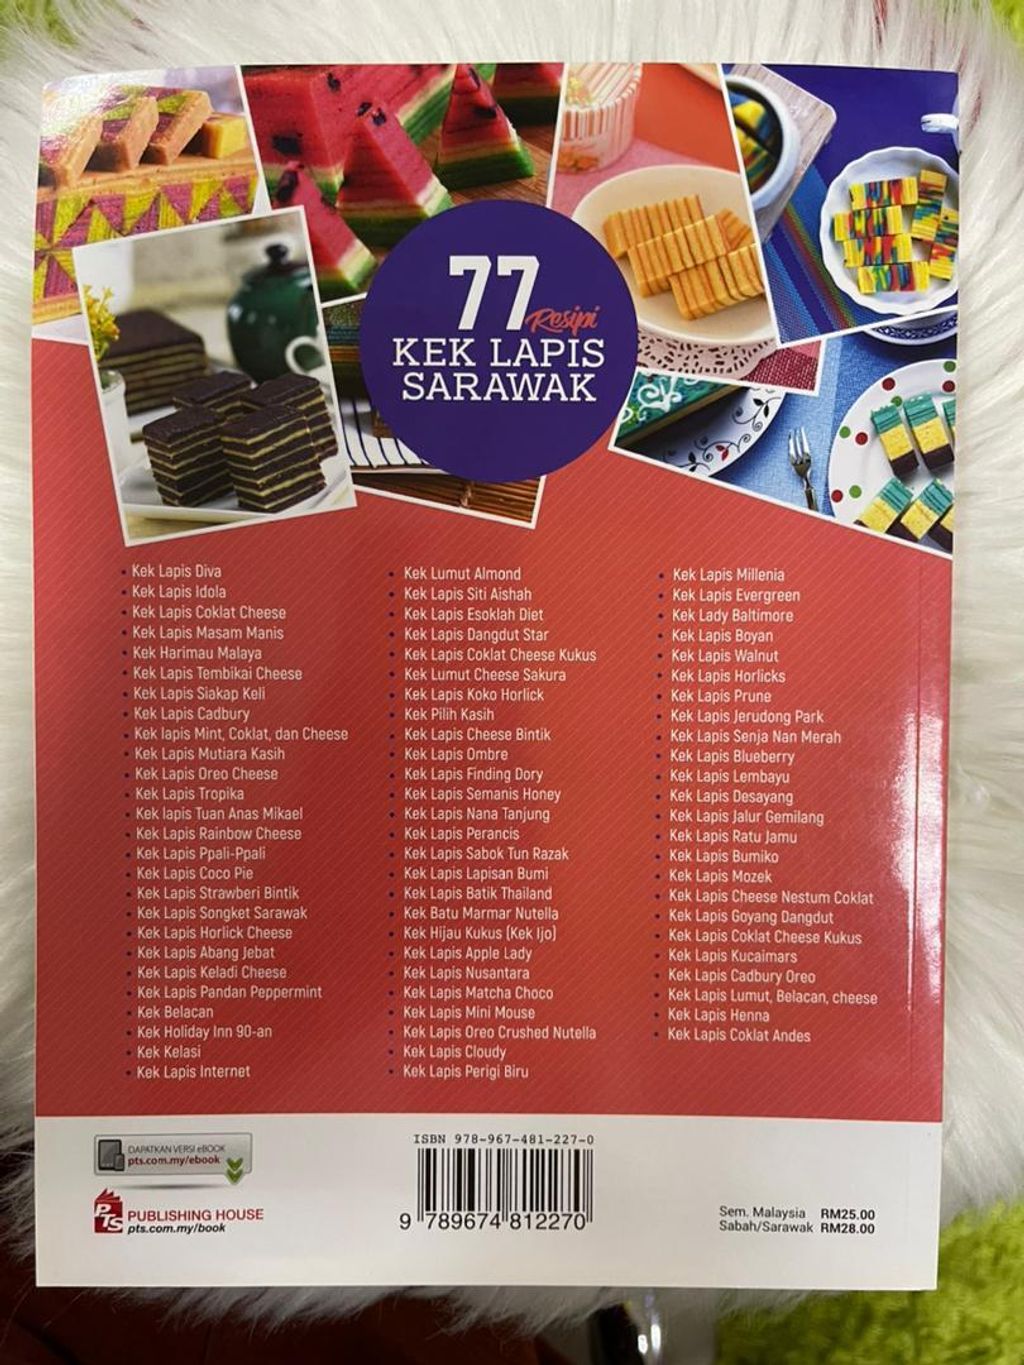 77
Resipi
KEK LAPIS
SARAWAK
• Kek Lapis Diva
• Kek Lapis Idola
• Kek Lapis Coklat Cheese
• Kek Lapis Masam Manis
• Kek Harimau Malaya
• Kek Lapis Tembikai Cheese
• Kek Lapis Siakap Keli
• Kek Lapis Cadbury
• Kek lapis Mint, Coklat, dan Cheese
• Kek Lapis Mutiara Kasih
• Kek Lapis Oreo Cheese
• Kek Lapis Tropika
• Kek lapis Tuan Anas Mikael
• Kek Lapis Rainbow Cheese
• Kek Lapis Ppali-Ppali
• Kek Lapis Coco Pie
• Kek Lapis Strawberi Bintik
• Kek Lapis Songket Sarawak
• Kek Lapis Horlick Cheese
• Kek Lapis Abang Jebat
• Kek Lapis Keladi Cheese
• Kek Lapis Pandan Peppermint
• Kek Belacan
• Kek Holiday Inn 90-an
• Kek Kelasi
• Kek Lapis Internet
• Kek Lumut Almond
• Kek Lapis Siti Aishah
• Kek Lapis Esoklah Diet
• Kek Lapis Dangdut Star
• Kek Lapis Coklat Cheese Kukus
• Kek Lumut Cheese Sakura
• Kek Lapis Koko Horlick
• Kek Pilih Kasih
• Kek Lapis Cheese Bintik
• Kek Lapis Ombre
• Kek Lapis Finding Dory
• Kek Lapis Semanis Honey
• Kek Lapis Nana Tanjung
• Kek Lapis Perancis
• Kek Lapis Sabok Tun Razak
• Kek Lapis Lapisan Bumi
• Kek Lapis Batik Thailand
• Kek Batu Marmar Nutella
• Kek Hijau Kukus (Kek Ijo)
• Kek Lapis Apple Lady
• Kek Lapis Nusantara
• Kek Lapis Matcha Choco
• Kek Lapis Mini Mouse
• Kek Lapis Oreo Crushed Nutella
• Kek Lapis Cloudy
• Kek Lapis Perigi Biru
• Kek Lapis Millenia
• Kek Lapis Evergreen
• Kek Lady Baltimore
• Kek Lapis Boyan
• Kek Lapis Walnut
• Kek Lapis Horlicks
• Kek Lapis Prune
• Kek Lapis Jerudong Park
• Kek Lapis Senja Nan Merah
• Kek Lapis Blueberry
• Kek Lapis Lembayu
• Kek Lapis Desayang
• Kek Lapis Jalur Gemilang
• Kek Lapis Ratu Jamu
• Kek Lapis Bumiko
• Kek Lapis Mozek
• Kek Lapis Cheese Nestum Coklat
• Kek Lapis Goyang Dangdut
• Kek Lapis Coklat Cheese Kukus
• Kek Lapis Kucaimars
• Kek Lapis Cadbury Oreo
• Kek Lapis Lumut, Belacan, cheese
• Kek Lapis Henna
• Kek Lapis Coklat Andes
DAPATKAN VERSI eBOOK
pts.com.my/ebook
PTS PUBLISHING HOUSE
pts.com.my/book
ISBN 978-967-481-227-0
9 789674 812270
Sem. Malaysia RM25.00
Sabah/Sarawak RM28.00